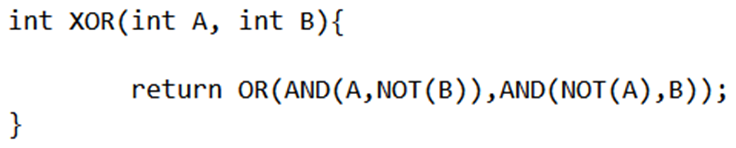 int XOR(int A, int B){
return OR(AND(A,NOT(B)),AND(NOT(A),B));
}